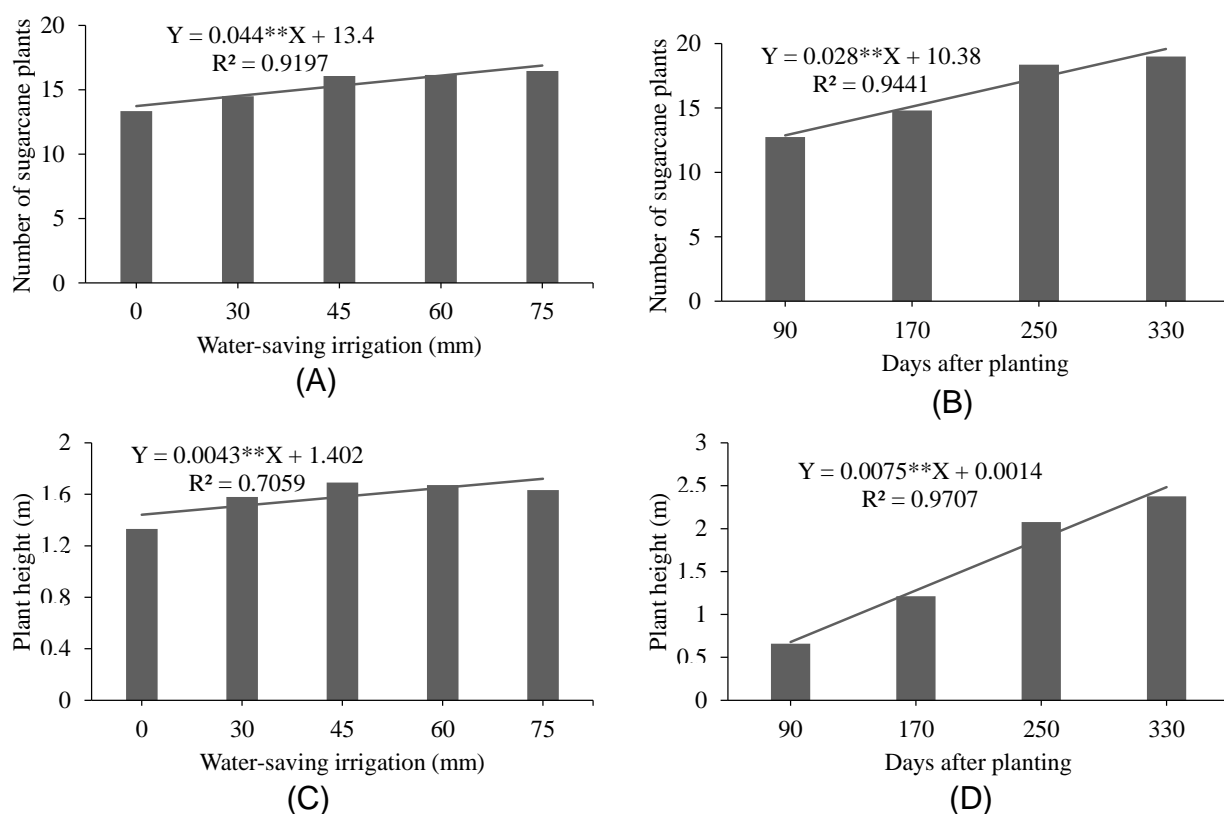 Number of sugarcane plants
Y = 0.044**X + 13.4
R² = 0.9197
20
15
10
5
0
0 30 45 60 75
Water-saving irrigation (mm)
(A)
Number of sugarcane plants
Y = 0.028**X + 10.38
R² = 0.9441
20
15
10
5
0
90 170 250 330
Days after planting
(B)
Plant height (m)
Y = 0.0043**X + 1.402
R² = 0.7059
2
1.6
1.2
0.8
0.4
0
0 30 45 60 75
Water-saving irrigation (mm)
(C)
Plant height (m)
Y = 0.0075**X + 0.0014
R² = 0.9707
3
2.5
2
1.5
1
0.5
0
90 170 250 330
Days after planting
(D)